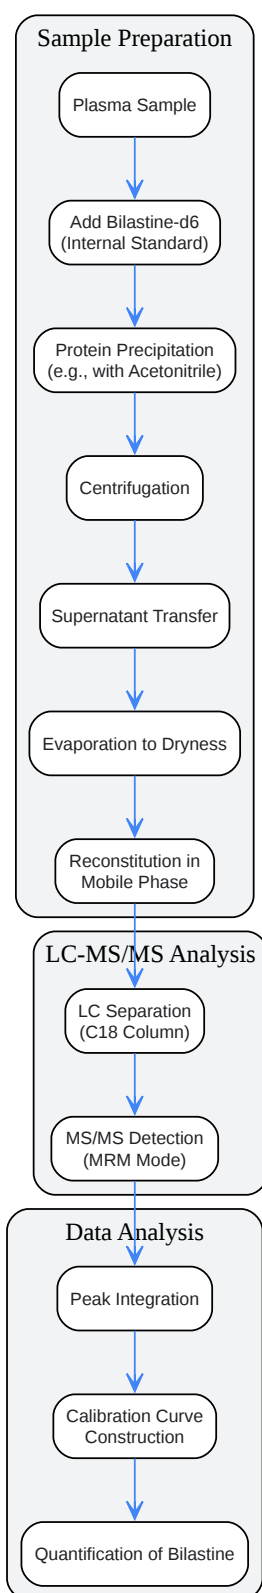 Sample Preparation
Plasma Sample
Add Bilastine-d6
(Internal Standard)
Protein Precipitation
(e.g., with Acetonitrile)
Centrifugation
Supernatant Transfer
Evaporation to Dryness
Reconstitution in
Mobile Phase
LC-MS/MS Analysis
LC Separation
(C18 Column)
MS/MS Detection
(MRM Mode)
Data Analysis
Peak Integration
Calibration Curve
Construction
Quantification of Bilastine